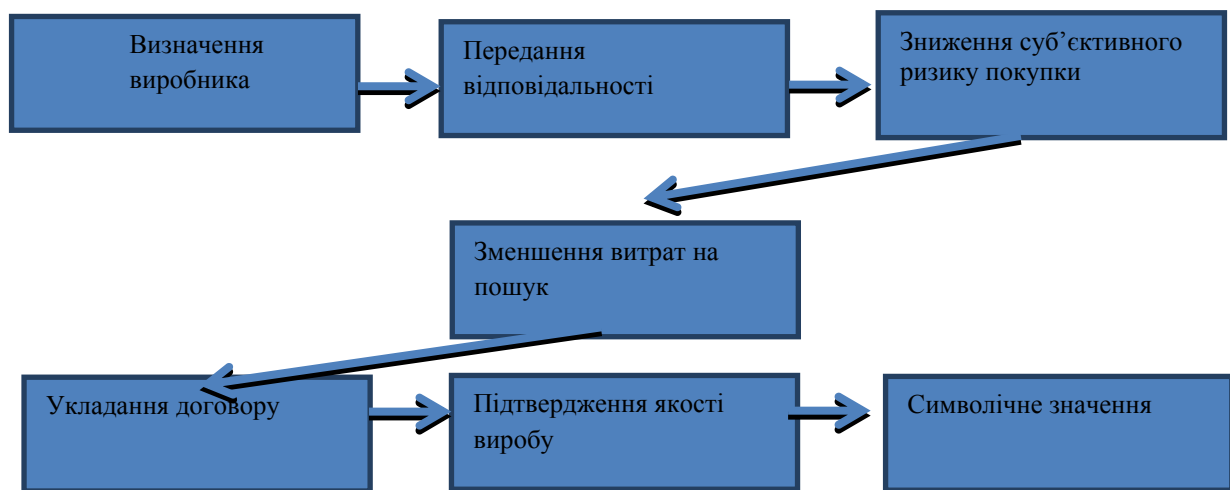 Визначення
виробника
Передання
відповідальності
Зниження суб’єктивного
ризику покупки
Зменшення витрат на
пошук
Укладання договору
Підтвердження якості
виробу
Символічне значення